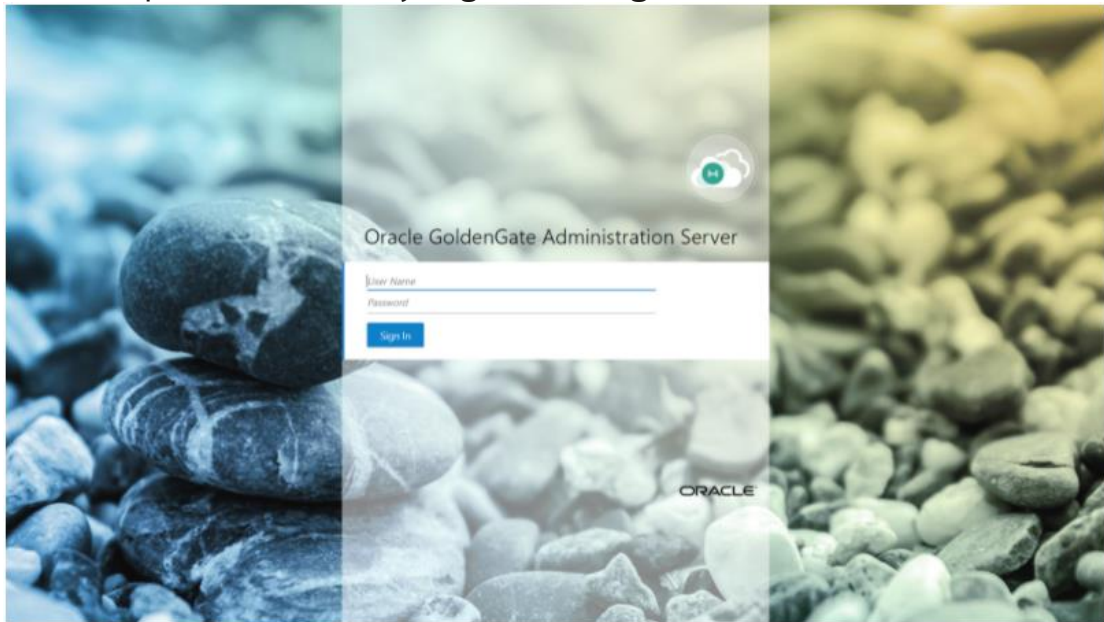 Oracle GoldenGate Administration Server
User Name
Password
Sign In
ORACLE